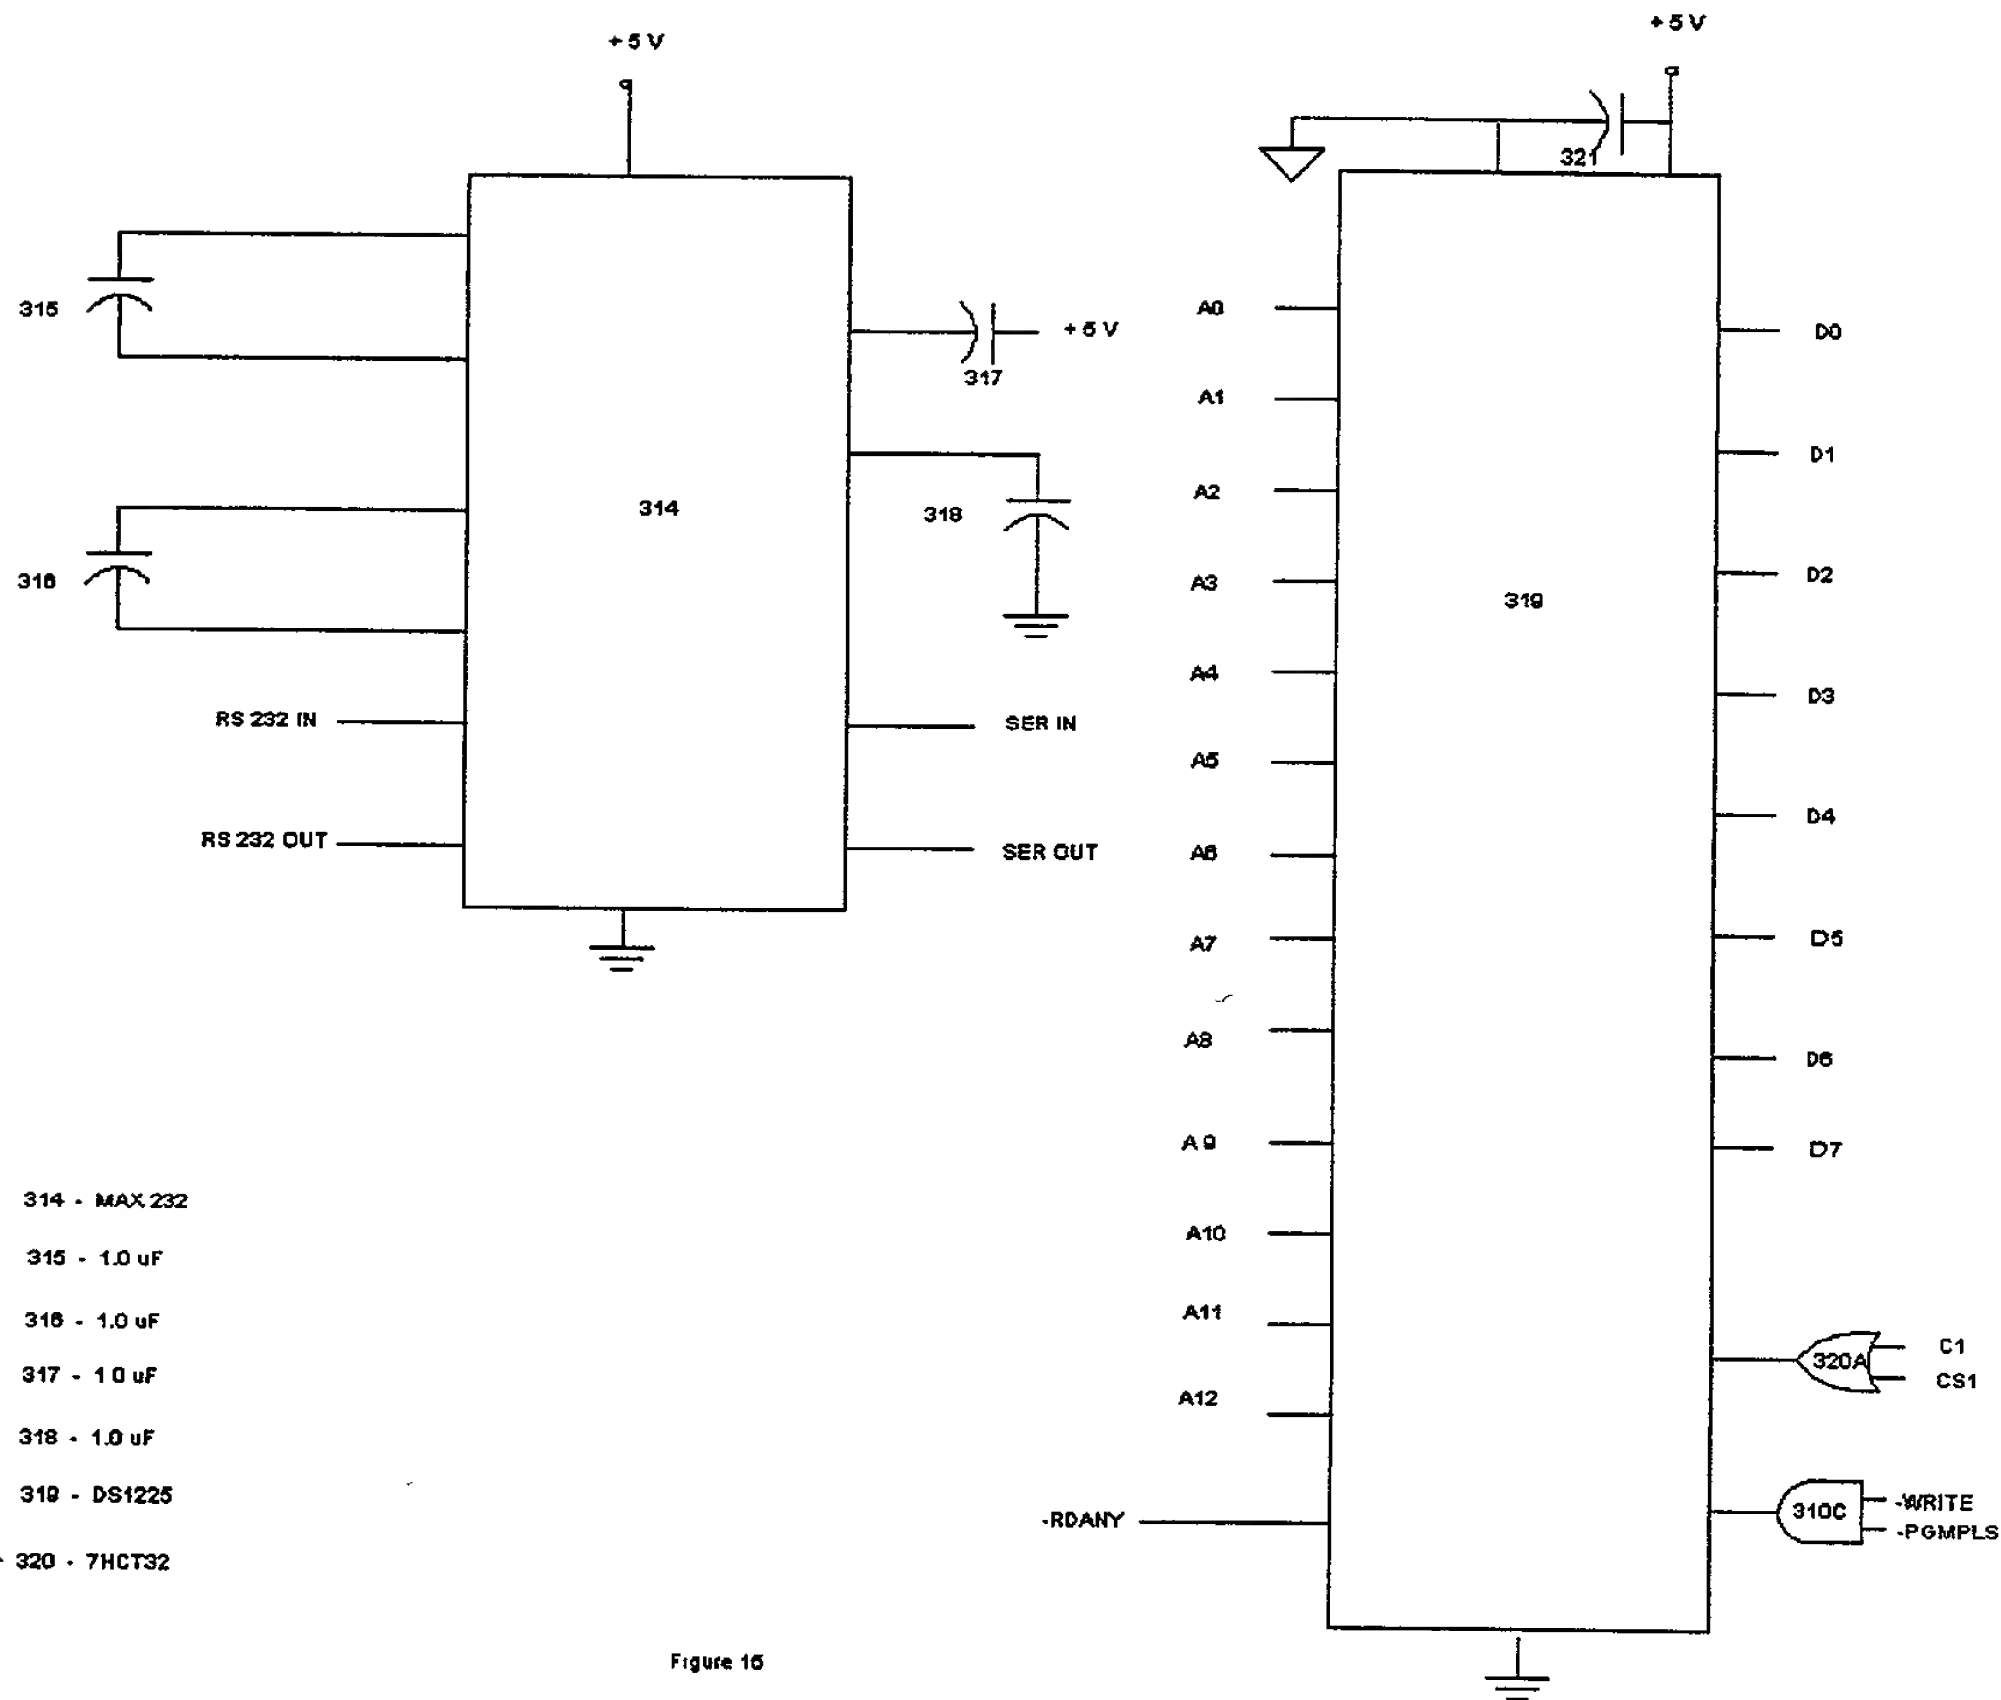 +5 V
315
316
314
+5 V
317
318
RS 232 IN
RS 232 OUT
SER IN
SER OUT
+5 V
321
319
A0
A1
A2
A3
A4
A5
A6
A7
A8
A9
A10
A11
A12
-RDANY
D0
D1
D2
D3
D4
D5
D6
D7
320A
C1
CS1
310C
-WRITE
-PGMPLS
314 - MAX 232
315 - 1.0 uF
316 - 1.0 uF
317 - 1 0 uF
318 - 1.0 uF
319 - DS1225
320 - 7HCT32
Figure 15